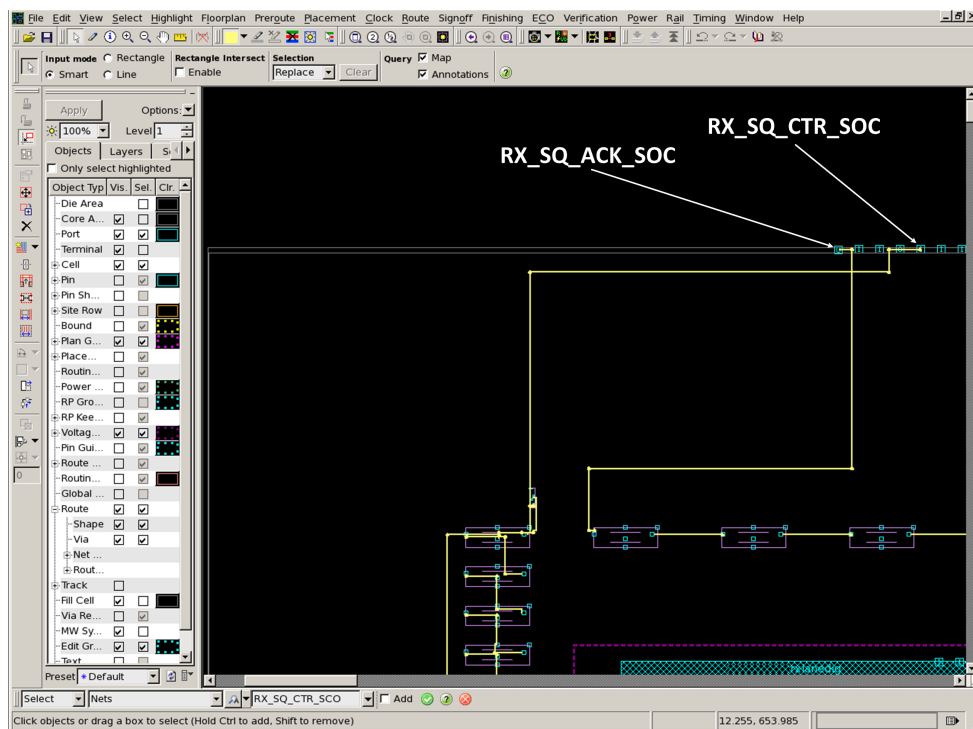 File Edit View Select Highlight Floorplan Preroute Placement Clock Route Signoff Finishing ECO Verification Power Rail Timing Window Help
Input mode Rectangle Rectangle Intersect Selection Query Map
Smart Line Enable Replace Clear Annotations
Apply Options:
100% Level 1
Objects Layers S
Only select highlighted
Object Typ Vis. Sel. Clr.
Die Area
Core A...
Port
Terminal
Cell
Pin
Pin Sh...
Site Row
Bound
Plan G...
Place...
Routin...
Power ...
RP Gro...
RP Kee...
Voltag...
Pin Gui...
Route ...
Routin...
Global ...
Route
Shape
Via
Net ...
Rout...
Track
Fill Cell
Via Re...
MW Sy...
Edit Gr...
Text
Preset Default
0
RX_SQ_CTR_SOC
RX_SQ_ACK_SOC
rxlanedig
Select Nets RX_SQ_CTR_SCO Add
Click objects or drag a box to select (Hold Ctrl to add, Shift to remove) 12.255, 653.985